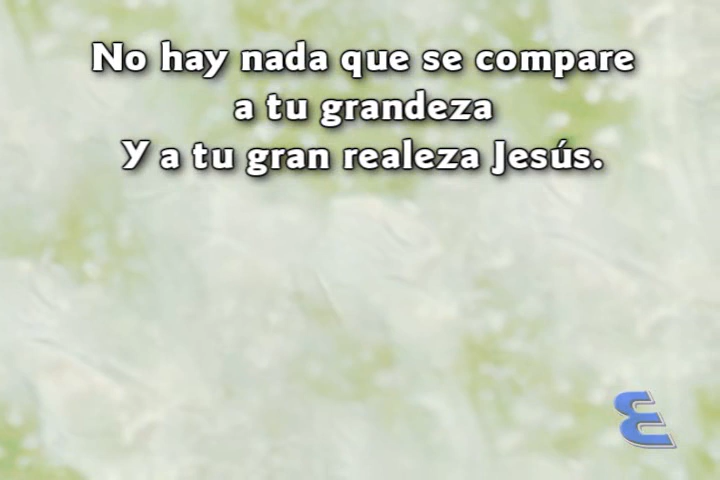 No hay nada que se compare
a tu grandeza
Y a tu gran realeza Jesús.